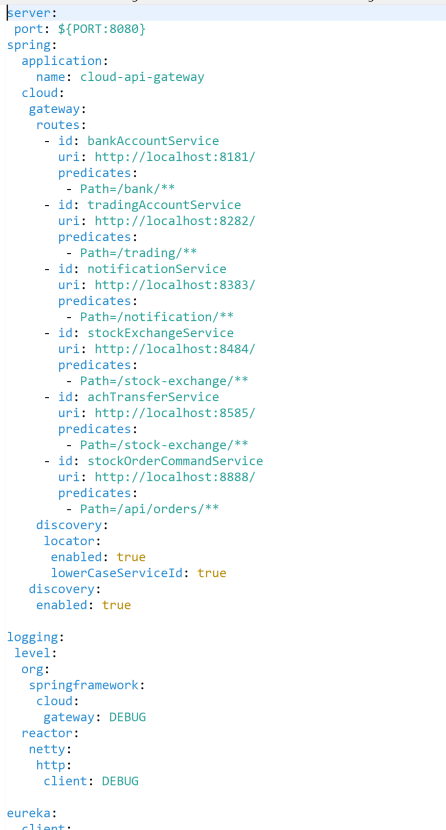 server:
 port: ${PORT:8080}
spring:
  application:
    name: cloud-api-gateway
  cloud:
   gateway:
    routes:
     - id: bankAccountService
       uri: http://localhost:8181/
       predicates:
        - Path=/bank/**
     - id: tradingAccountService
       uri: http://localhost:8282/
       predicates:
        - Path=/trading/**
     - id: notificationService
       uri: http://localhost:8383/
       predicates:
        - Path=/notification/**
     - id: stockExchangeService
       uri: http://localhost:8484/
       predicates:
        - Path=/stock-exchange/**
     - id: achTransferService
       uri: http://localhost:8585/
       predicates:
        - Path=/stock-exchange/**
     - id: stockOrderCommandService
       uri: http://localhost:8888/
       predicates:
        - Path=/api/orders/**
    discovery:
     locator:
      enabled: true
      lowerCaseServiceId: true
   discovery:
    enabled: true

logging:
 level:
  org:
   springframework:
    cloud:
     gateway: DEBUG
  reactor:
   netty:
    http:
     client: DEBUG

eureka:
  client: